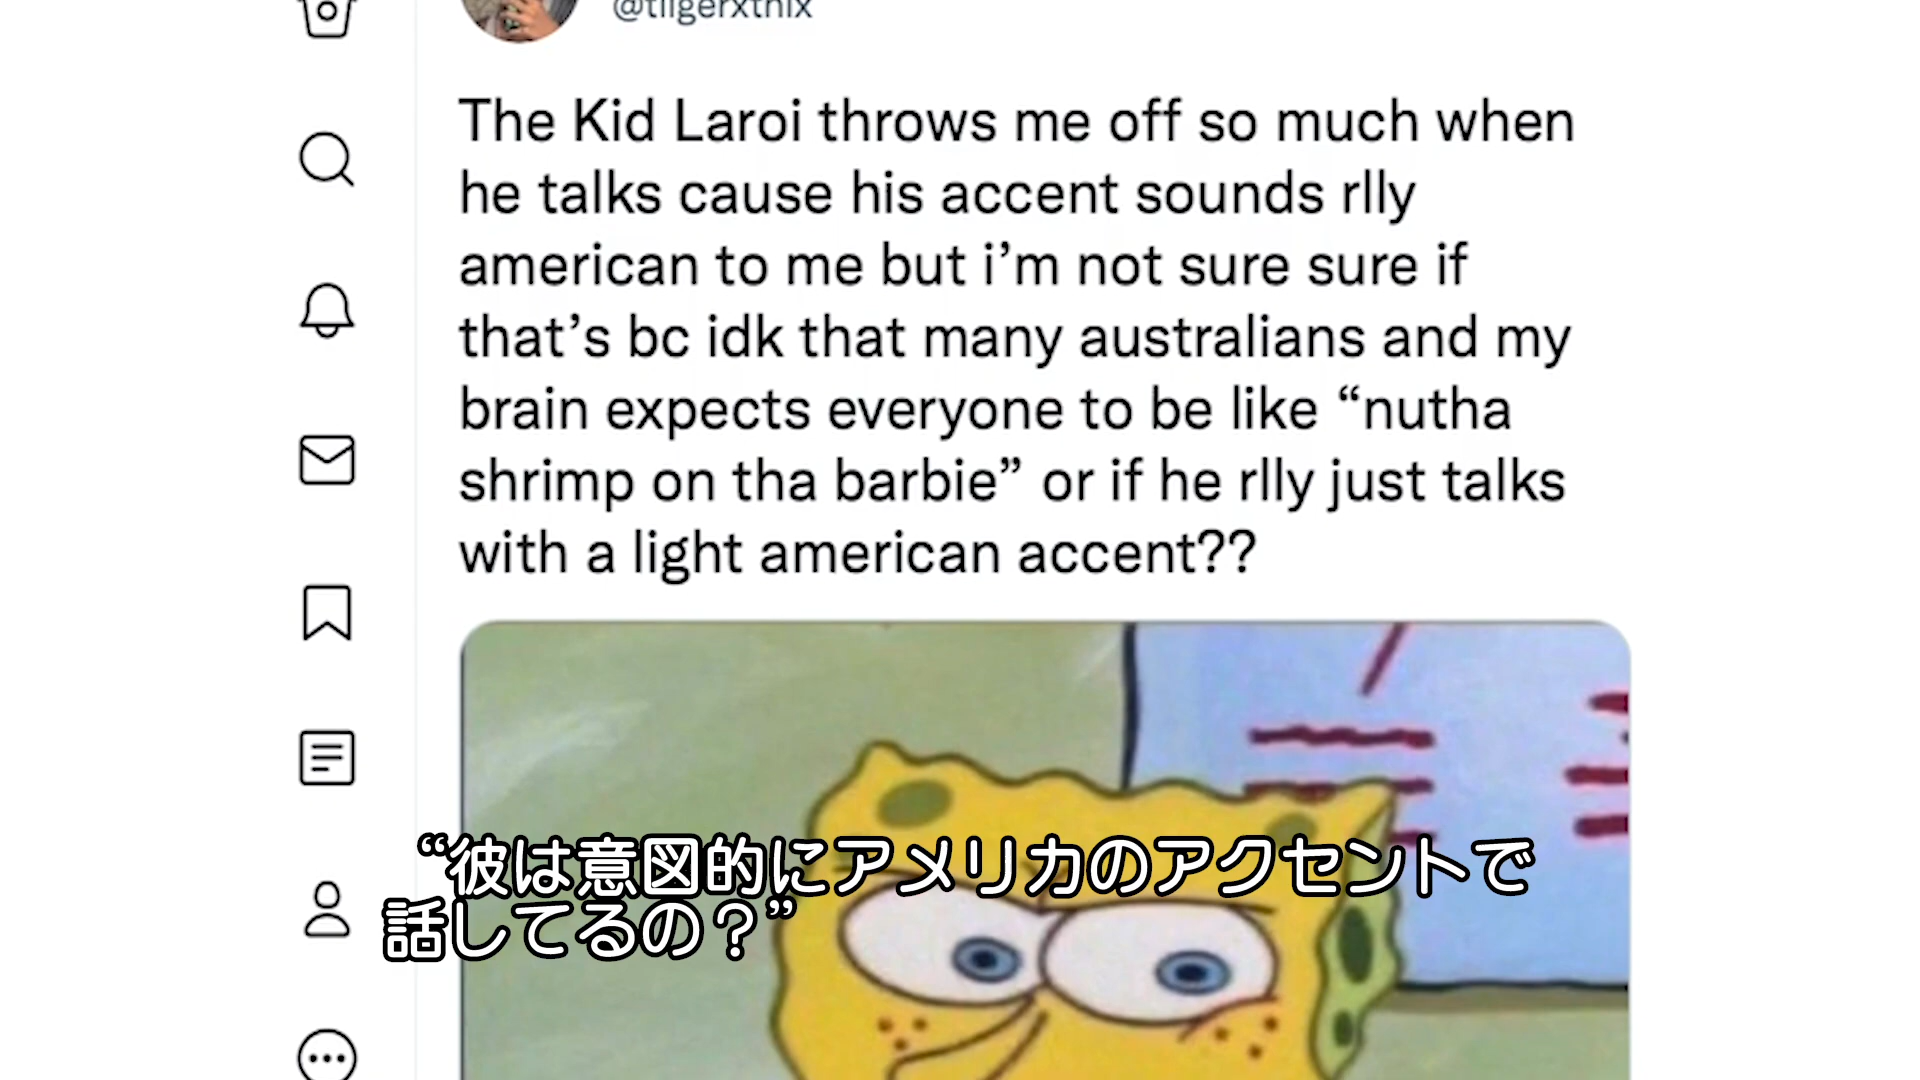 The Kid Laroi throws me off so much when
he talks cause his accent sounds rlly
american to me but i’m not sure sure if
that’s bc idk that many australians and my
brain expects everyone to be like “nutha
shrimp on tha barbie” or if he rlly just talks
with a light american accent??
“彼は意図的にアメリカのアクセントで
話してるの？”